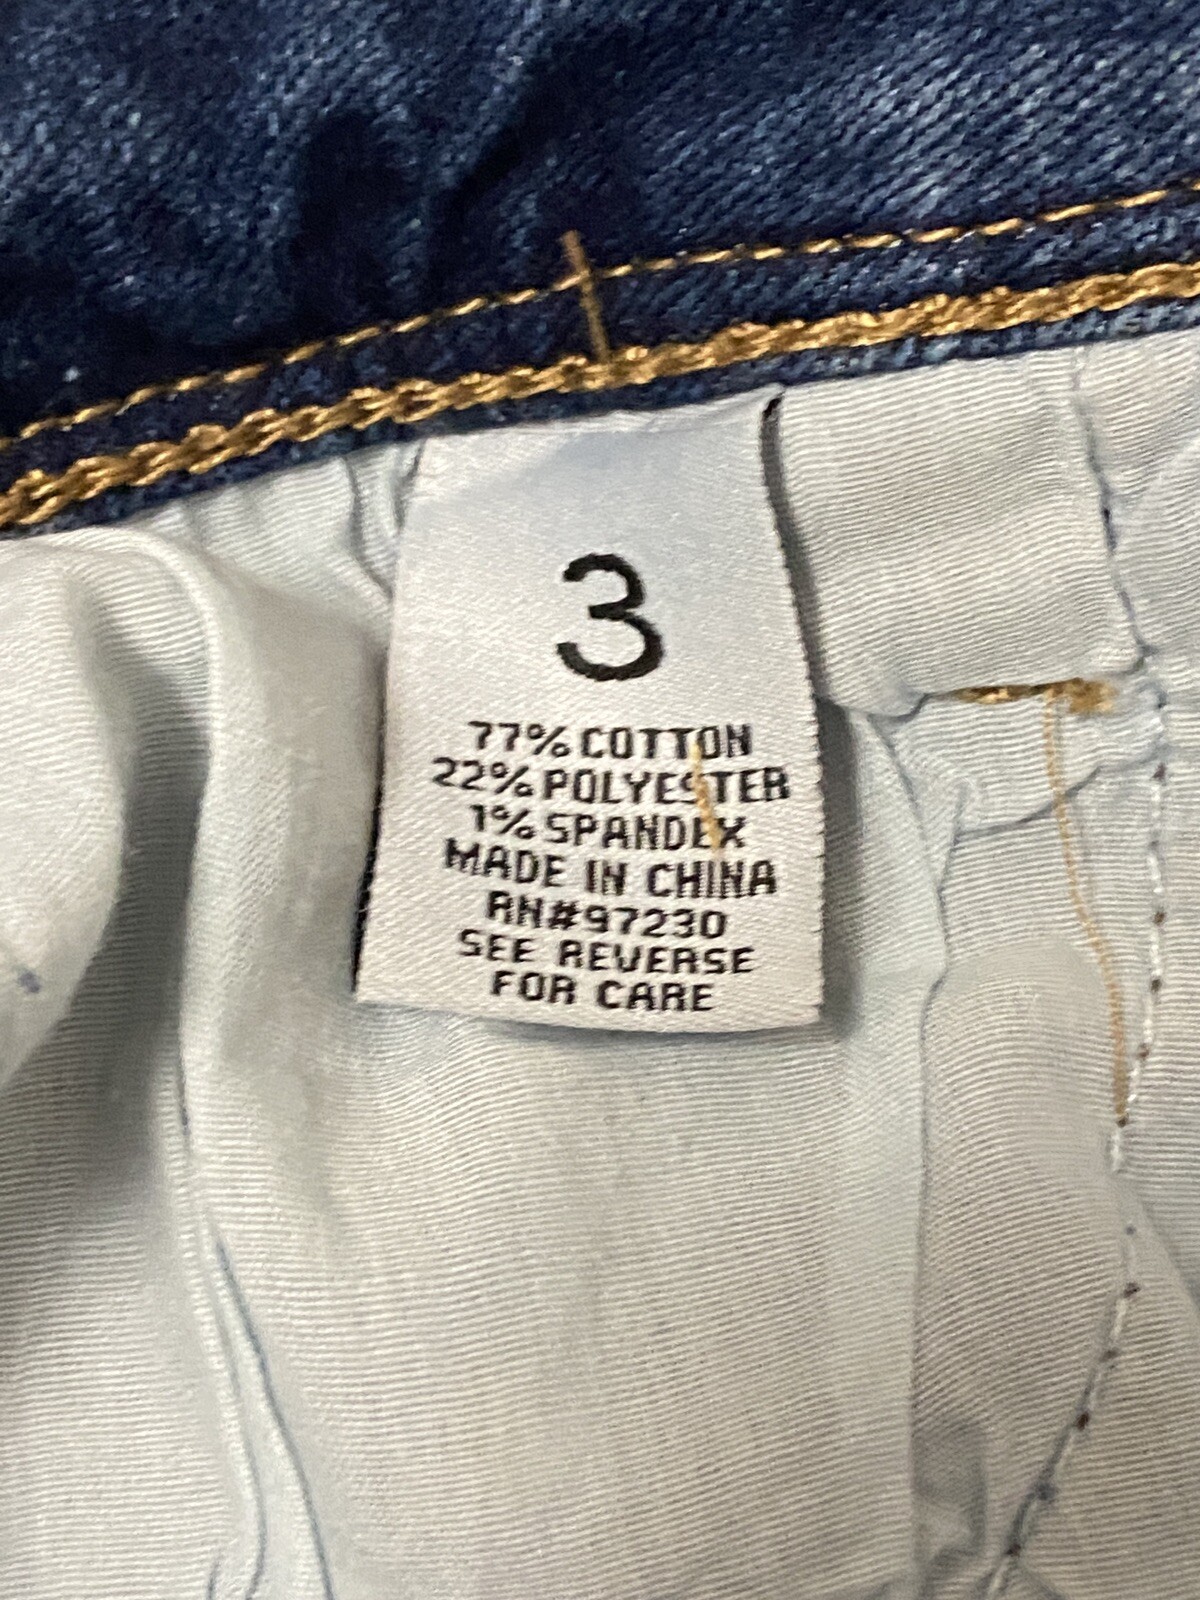 3
77% COTTON
22% POLYESTER
1% SPANDEX
MADE IN CHINA
RN#97230
SEE REVERSE
FOR CARE